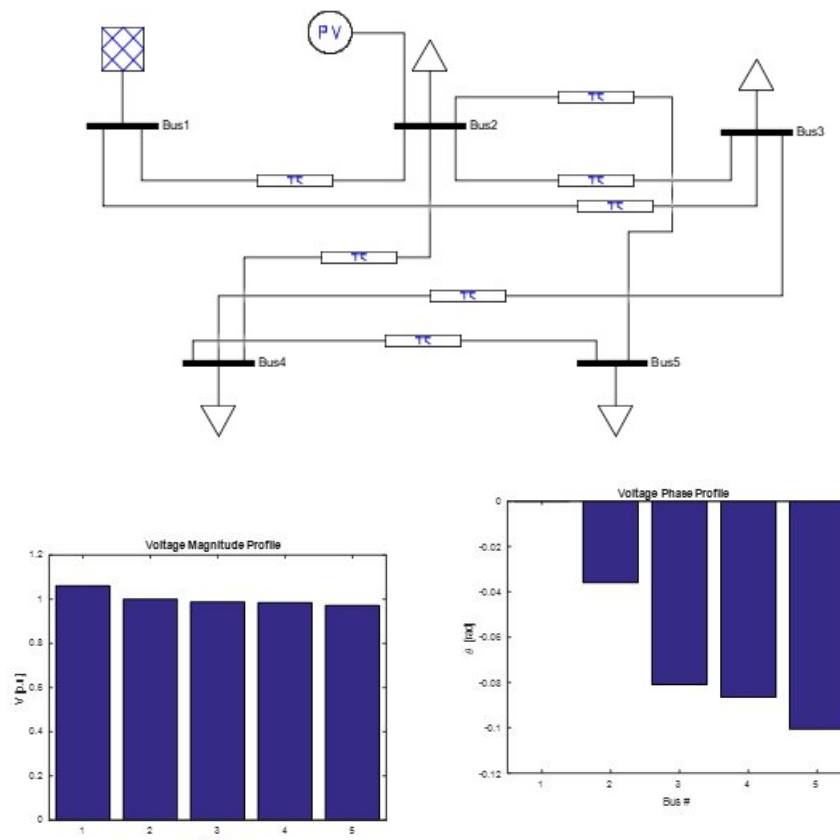 PV
Bus1
Bus2
Bus3
Bus4
Bus5
Voltage Magnitude Profile
V [p.u]
1.2
1
0.8
0.6
0.4
0.2
0
1 2 3 4 5
Voltage Phase Profile
θ [rad]
0
-0.02
-0.04
-0.06
-0.08
-0.1
-0.12
1 2 3 4 5
Bus #